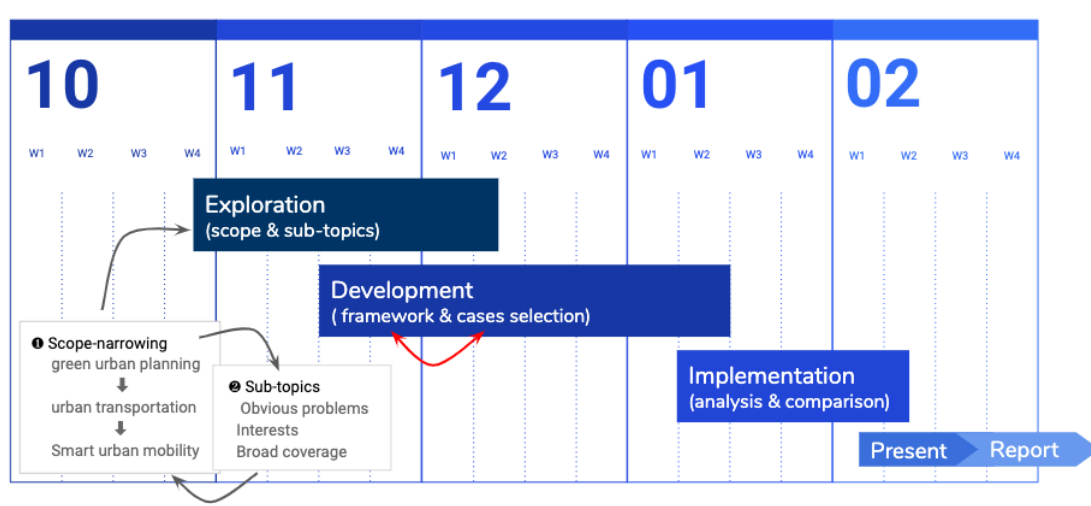 10
11
12
01
02
W1 W2 W3 W4
W1 W2 W3 W4
W1 W2 W3 W4
W1 W2 W3 W4
W1 W2 W3 W4
Exploration
(scope & sub-topics)
Development
( framework & cases selection)
❶ Scope-narrowing
green urban planning
urban transportation
Smart urban mobility
❷ Sub-topics
Obvious problems
Interests
Broad coverage
Implementation
(analysis & comparison)
Present
Report